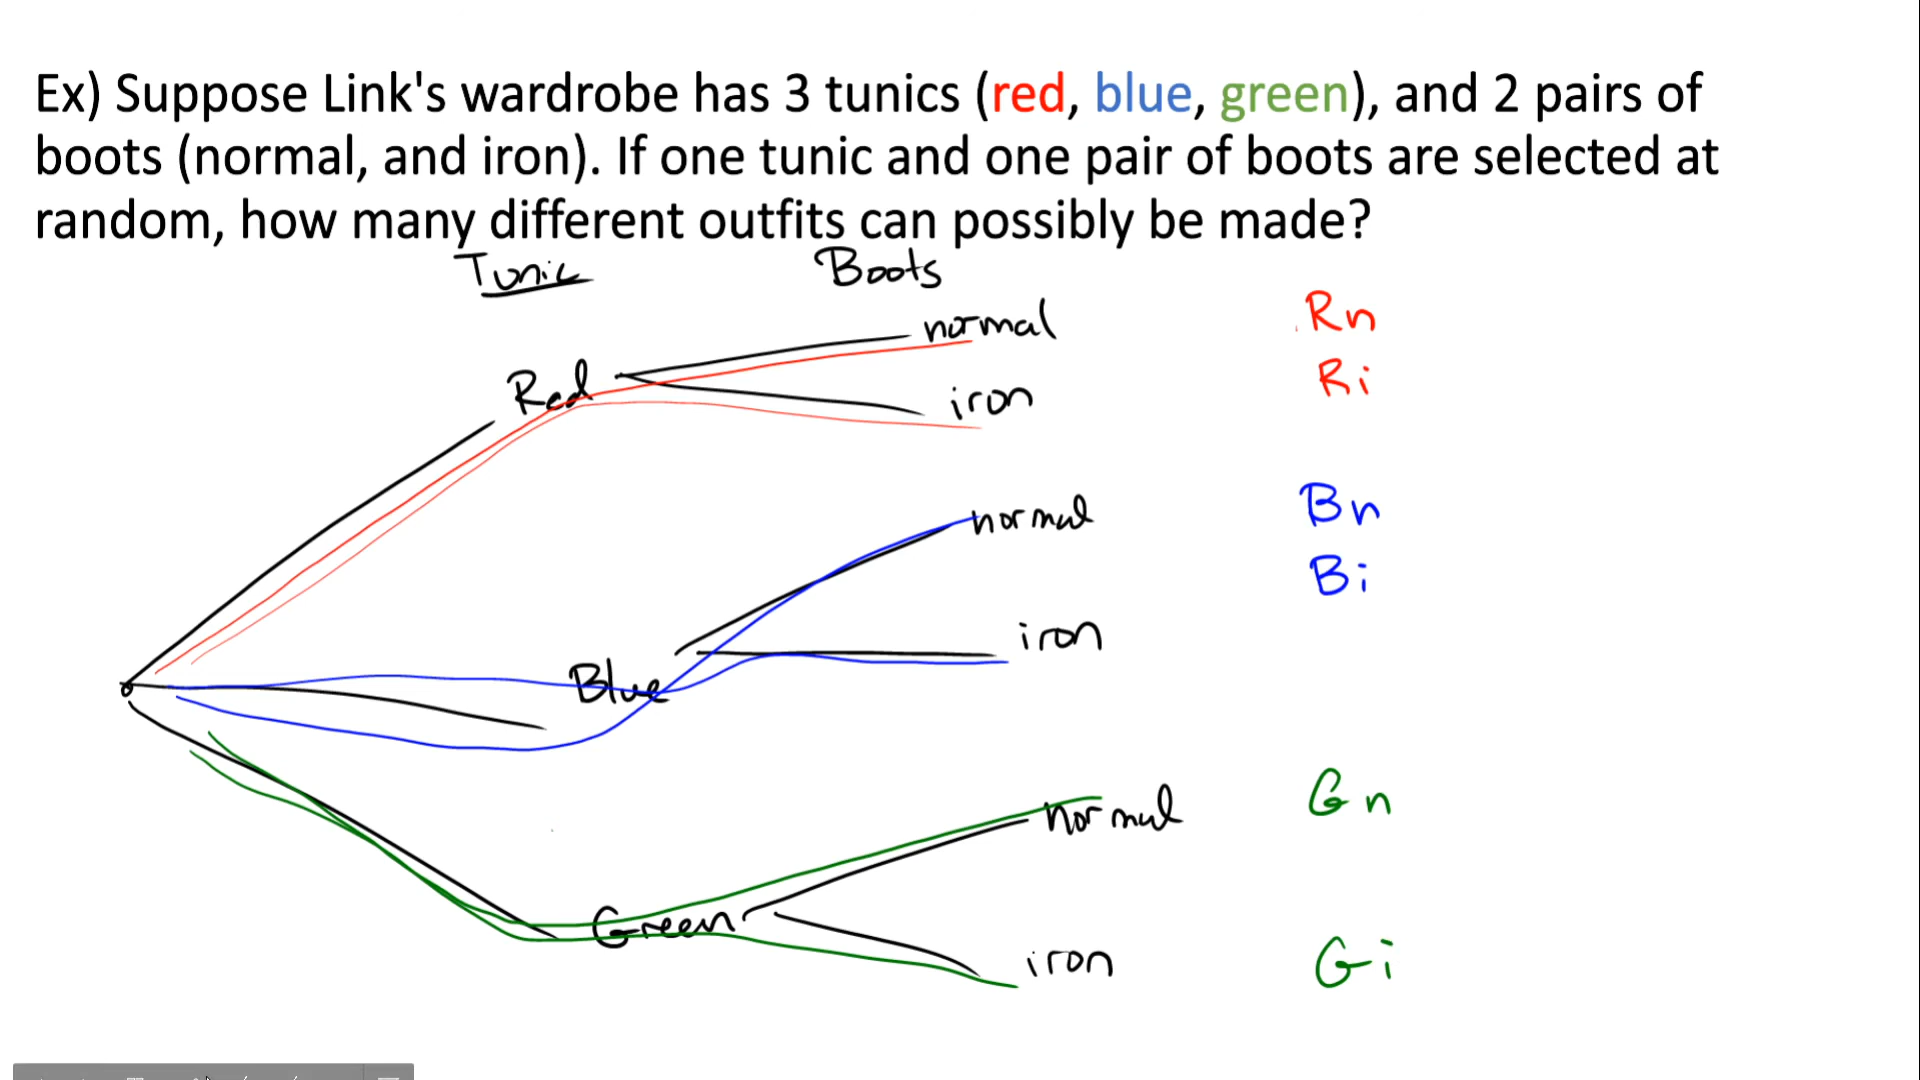 Ex) Suppose Link's wardrobe has 3 tunics (red, blue, green), and 2 pairs of
boots (normal, and iron). If one tunic and one pair of boots are selected at
random, how many different outfits can possibly be made?
Tunic Boots
normal Rn
Red
iron Ri
normal Bn
Bi
iron
Blue
normal Gn
Green
iron Gi